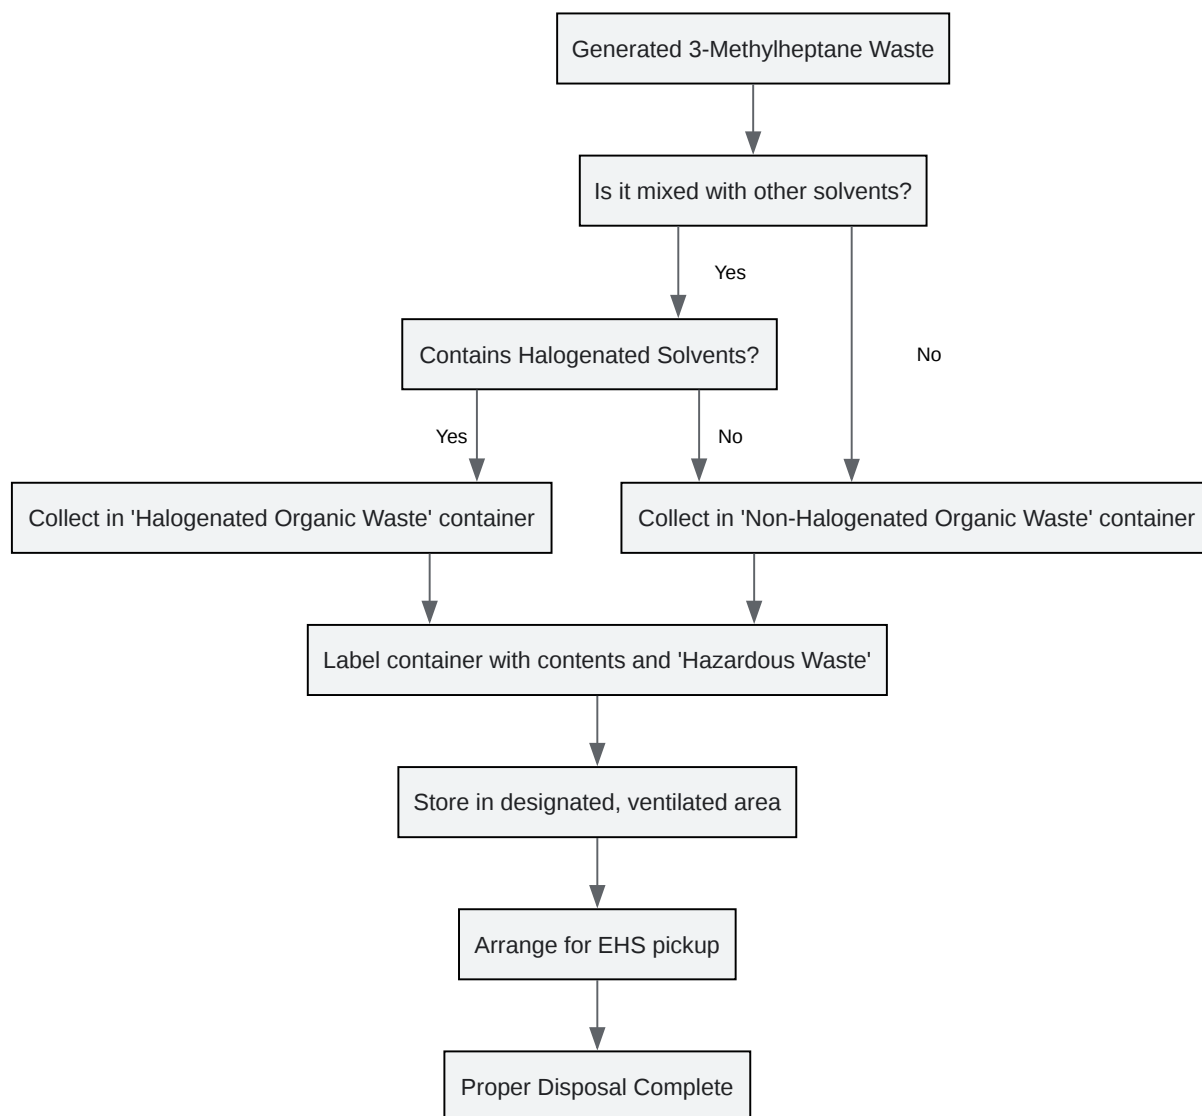 Generated 3-Methylheptane Waste
Is it mixed with other solvents?
Yes
Contains Halogenated Solvents?
No
Yes
No
Collect in 'Halogenated Organic Waste' container
Collect in 'Non-Halogenated Organic Waste' container
Label container with contents and 'Hazardous Waste'
Store in designated, ventilated area
Arrange for EHS pickup
Proper Disposal Complete